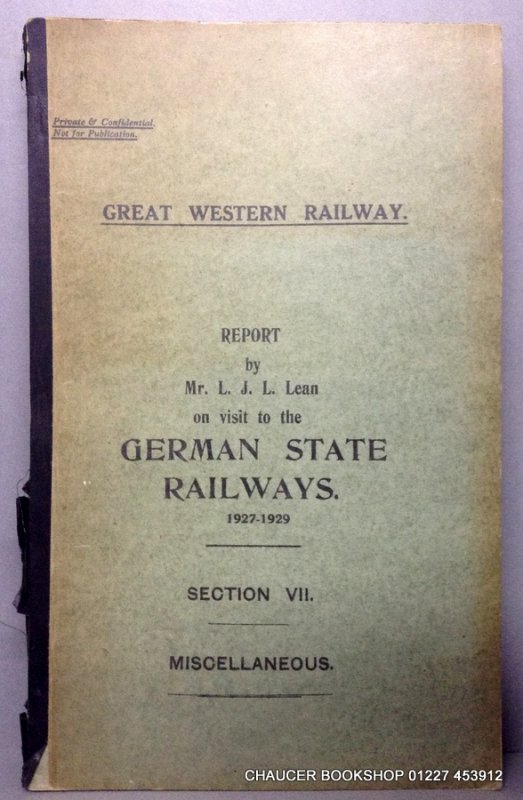 Private & Confidential.
Not for Publication.
GREAT WESTERN RAILWAY.
REPORT
by
Mr. L. J. L. Lean
on visit to the
GERMAN STATE
RAILWAYS.
1927-1929
SECTION VII.
MISCELLANEOUS.
CHAUCER BOOKSHOP 01227 453912